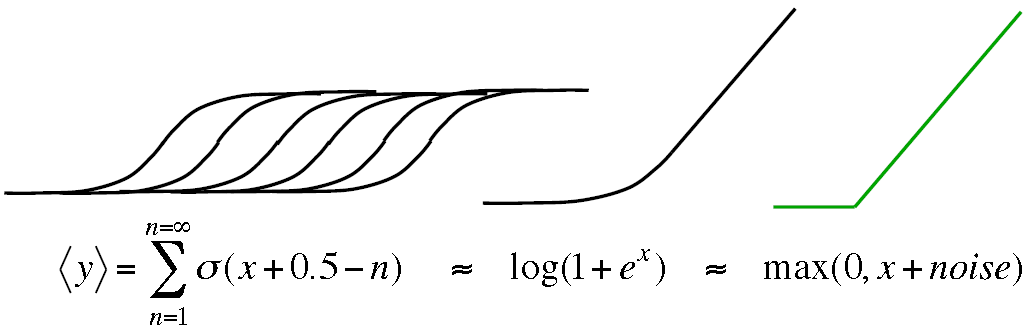 ⟨y⟩ = ∑_{n=1}^{n=∞} σ(x + 0.5 − n) ≈ log(1 + e^x) ≈ max(0, x + noise)